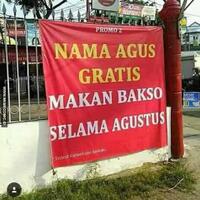 PROMO 2
NAMA AGUS
GRATIS
MAKAN BAKSO
SELAMA AGUSTUS